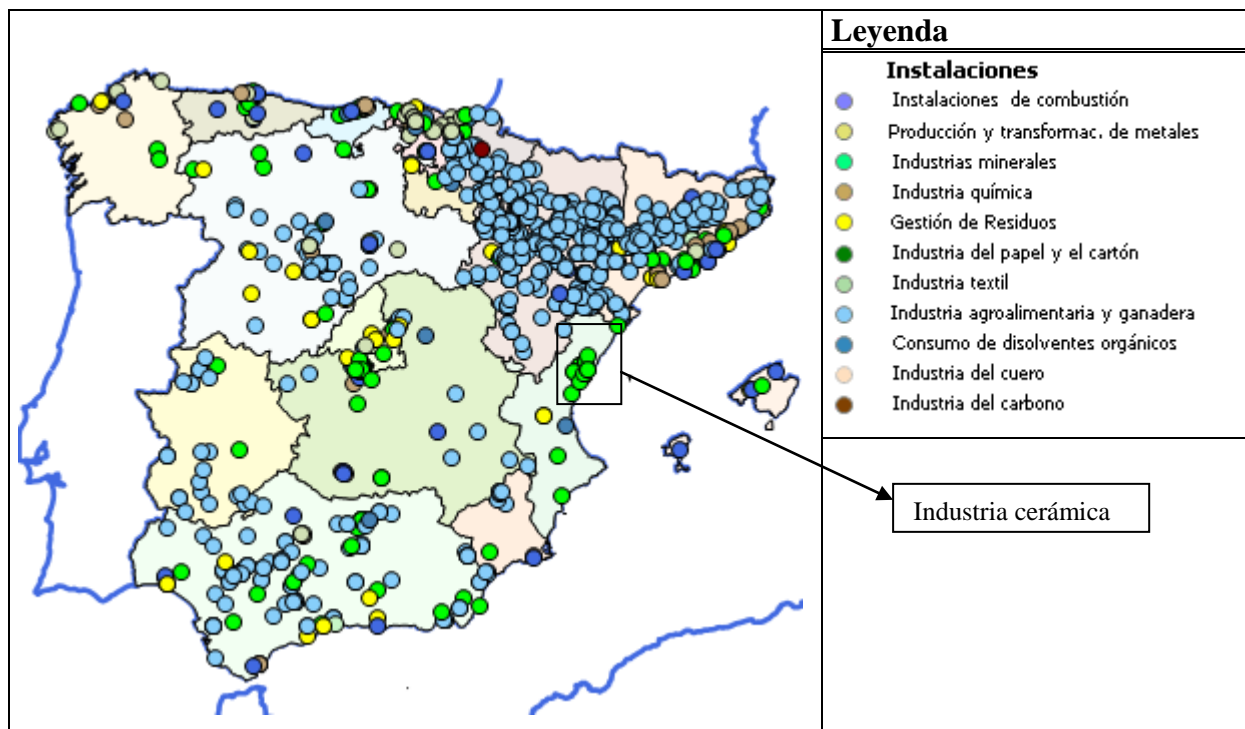 Leyenda
Instalaciones
Instalaciones de combustión
Producción y transformac. de metales
Industrias minerales
Industria química
Gestión de Residuos
Industria del papel y el cartón
Industria textil
Industria agroalimentaria y ganadera
Consumo de disolventes orgánicos
Industria del cuero
Industria del carbono
Industria cerámica